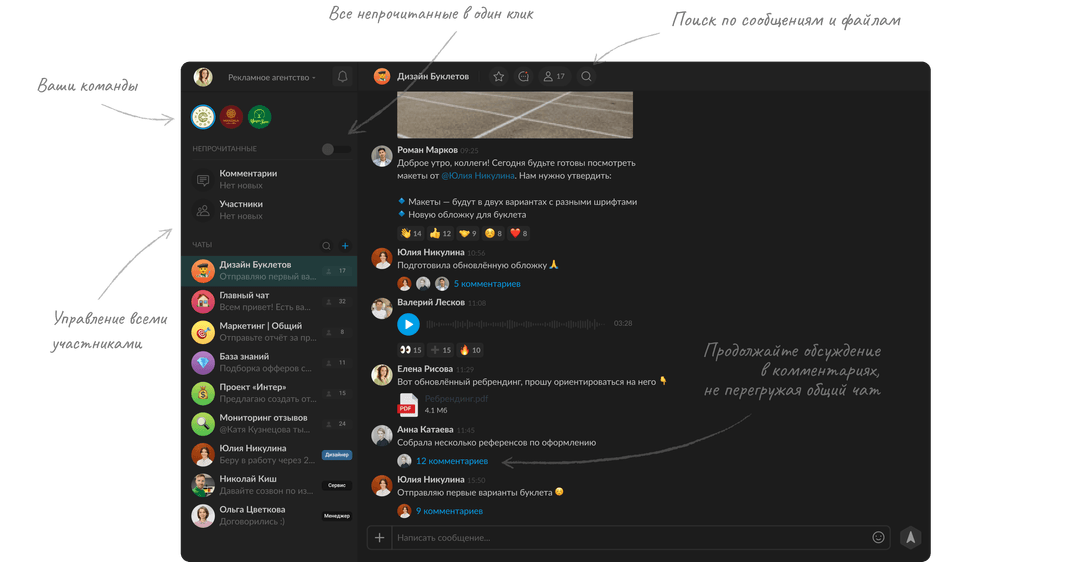 Все непрочитанные в один клик
Поиск по сообщениям и файлам
Ваши команды
Управление всеми
участниками
Рекламное агентство
НЕПРОЧИТАННЫЕ
Комментарии
Нет новых
Участники
Нет новых
ЧАТЫ
Дизайн Буклетов
Отправляю первый ва...
17
Главный чат
Всем привет! Есть ва...
32
Маркетинг | Общий
Отправьте отчёт за пр...
8
База знаний
Подборка офферов с...
11
Проект «Интер»
Предлагаю создать от...
15
Мониторинг отзывов
@Катя Кузнецова ты...
24
Юлия Никулина
Беру в работу через 2...
Дизайнер
Николай Киш
Давайте созвон по из...
Сервис
Ольга Цветкова
Договорились :)
Менеджер
Дизайн Буклетов
17
Роман Марков 09:25
Доброе утро, коллеги! Сегодня будьте готовы посмотреть
макеты от @Юлия Никулина. Нам нужно утвердить:
Макеты — будут в двух вариантах с разными шрифтами
Новую обложку для буклета
14 12 9 8 8
Юлия Никулина 10:56
Подготовила обновлённую обложку
5 комментариев
Валерий Лесков 11:08
03:28
15 15 10
Елена Рисова 11:29
Вот обновлённый ребрендинг, прошу ориентироваться на него
PDF
Ребрендинг.pdf
4.1 Мб
Анна Катаева 11:45
Собрала несколько референсов по оформлению
12 комментариев
Юлия Никулина 15:50
Отправляю первые варианты буклета
9 комментариев
Написать сообщение...
Продолжайте обсуждение
в комментариях,
не перегружая общий чат